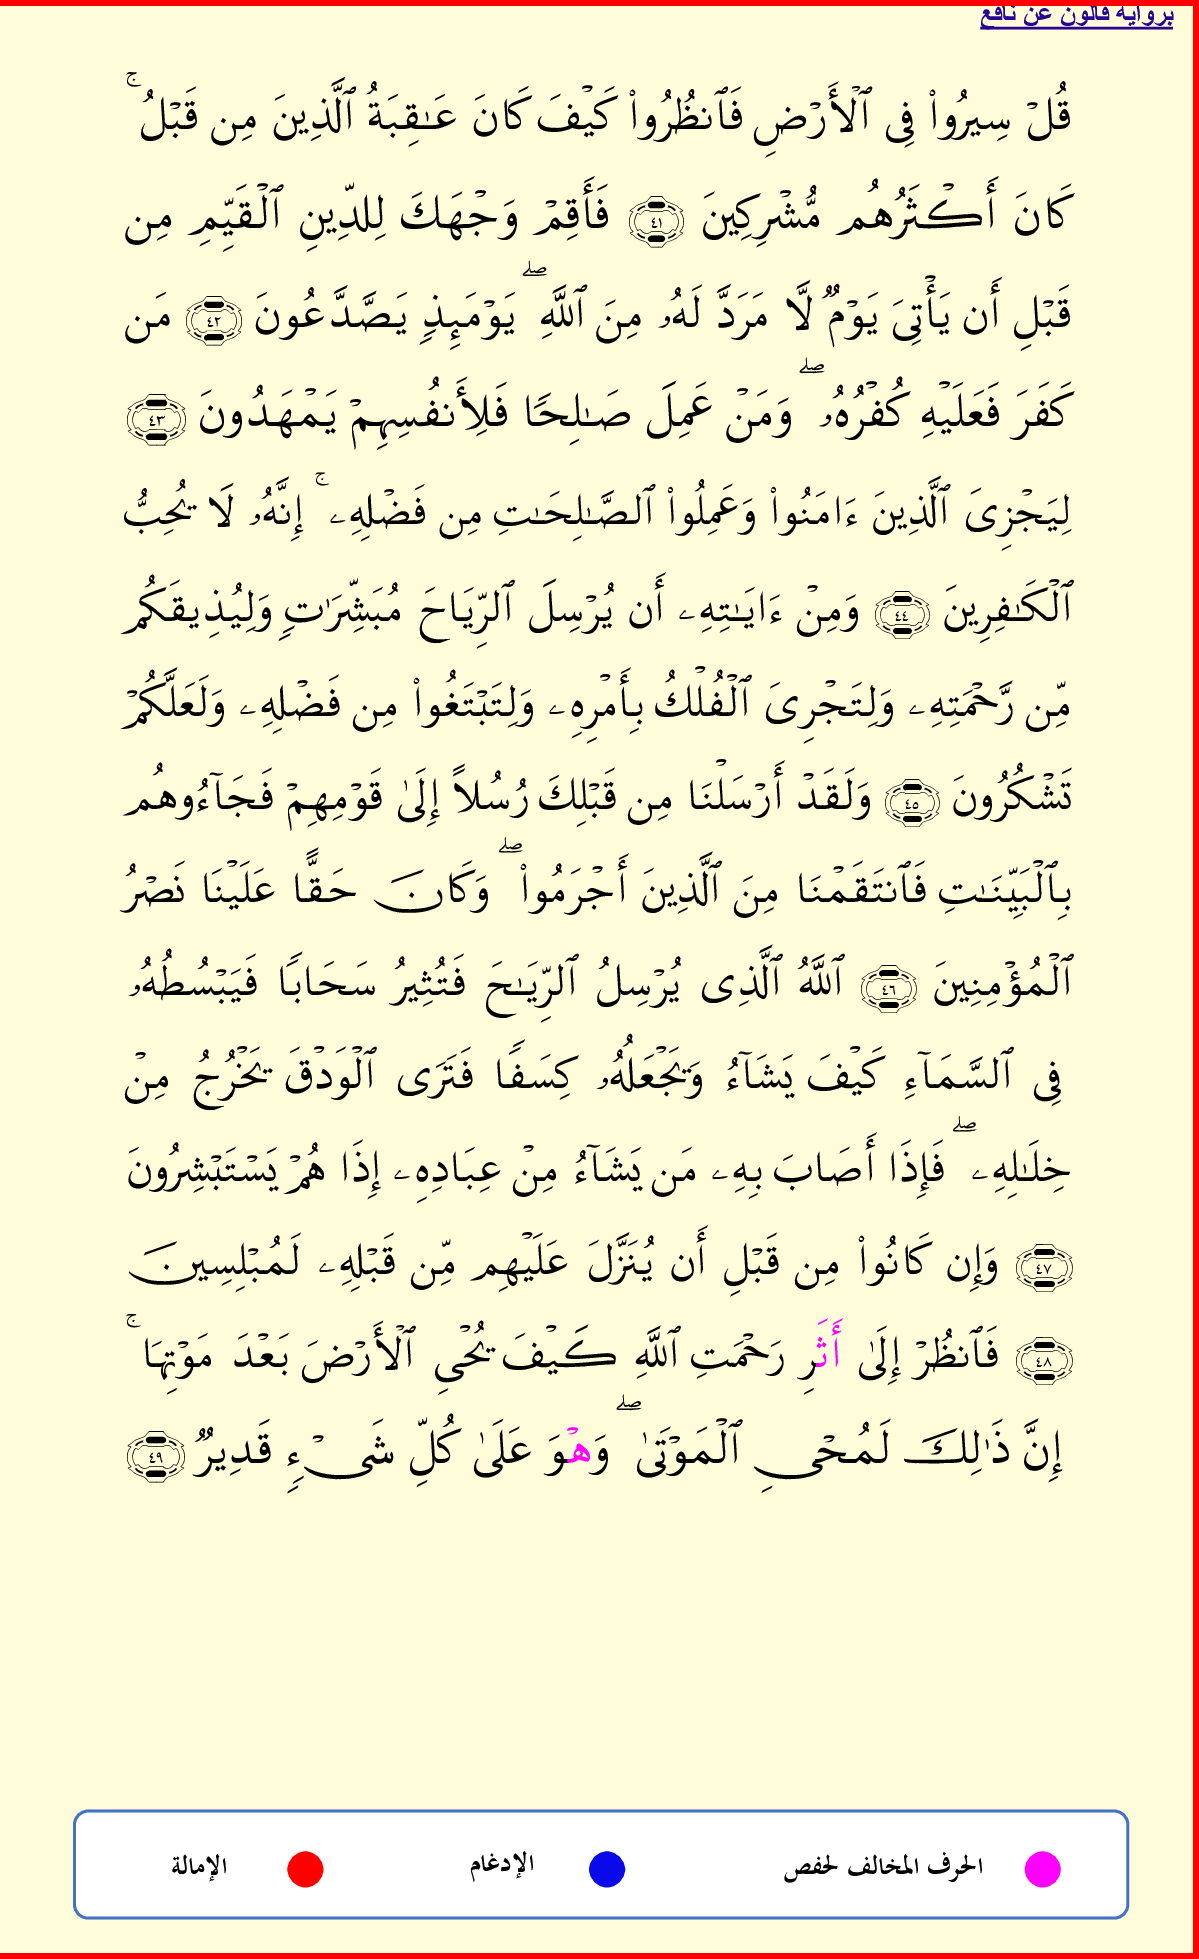 برواية قالون عن نافع
قُلْ سِيرُواْ فِى ٱلْأَرْضِ فَٱنظُرُواْ كَيْفَ كَانَ عَـٰقِبَةُ ٱلَّذِينَ مِن قَبْلُ ۚ
كَانَ أَكْثَرُهُم مُّشْرِكِينَ ٤١ فَأَقِمْ وَجْهَكَ لِلدِّينِ ٱلْقَيِّمِ مِن
قَبْلِ أَن يَأْتِىَ يَوْمٌ لَّا مَرَدَّ لَهُۥ مِنَ ٱللَّهِ ۖ يَوْمَئِذٍ يَصَّدَّعُونَ ٤٢ مَن
كَفَرَ فَعَلَيْهِ كُفْرُهُۥ ۖ وَمَنْ عَمِلَ صَـٰلِحًا فَلِأَنفُسِهِمْ يَمْهَدُونَ ٤٣
لِيَجْزِىَ ٱلَّذِينَ ءَامَنُواْ وَعَمِلُواْ ٱلصَّـٰلِحَـٰتِ مِن فَضْلِهِۦ ۚ إِنَّهُۥ لَا يُحِبُّ
ٱلْكَـٰفِرِينَ ٤٤ وَمِنْ ءَايَـٰتِهِۦ أَن يُرْسِلَ ٱلرِّيَاحَ مُبَشِّرَٰتٍ وَلِيُذِيقَكُم
مِّن رَّحْمَتِهِۦ وَلِتَجْرِىَ ٱلْفُلْكُ بِأَمْرِهِۦ وَلِتَبْتَغُواْ مِن فَضْلِهِۦ وَلَعَلَّكُمْ
تَشْكُرُونَ ٤٥ وَلَقَدْ أَرْسَلْنَا مِن قَبْلِكَ رُسُلاً إِلَىٰ قَوْمِهِمْ فَجَآءُوهُم
بِٱلْبَيِّنَـٰتِ فَٱنتَقَمْنَا مِنَ ٱلَّذِينَ أَجْرَمُواْ ۖ وَكَانَ حَقًّا عَلَيْنَا نَصْرُ
ٱلْمُؤْمِنِينَ ٤٦ ٱللَّهُ ٱلَّذِى يُرْسِلُ ٱلرِّيَـٰحَ فَتُثِيرُ سَحَابًا فَيَبْسُطُهُۥ
فِى ٱلسَّمَآءِ كَيْفَ يَشَآءُ وَيَجْعَلُهُۥ كِسَفًا فَتَرَى ٱلْوَدْقَ يَخْرُجُ مِنْ
خِلَـٰلِهِۦ ۖ فَإِذَا أَصَابَ بِهِۦ مَن يَشَآءُ مِنْ عِبَادِهِۦ إِذَا هُمْ يَسْتَبْشِرُونَ
٤٧ وَإِن كَانُواْ مِن قَبْلِ أَن يُنَزَّلَ عَلَيْهِم مِّن قَبْلِهِۦ لَمُبْلِسِينَ
٤٨ فَٱنظُرْ إِلَىٰ أَثَرِ رَحْمَتِ ٱللَّهِ كَيْفَ يُحْىِ ٱلْأَرْضَ بَعْدَ مَوْتِهَا ۚ
إِنَّ ذَٰلِكَ لَمُحْىِ ٱلْمَوْتَىٰ ۖ وَهْوَ عَلَىٰ كُلِّ شَىْءٍ قَدِيرٌ ٤٩
الحرف المخالف لحفص الإدغام الإمالة